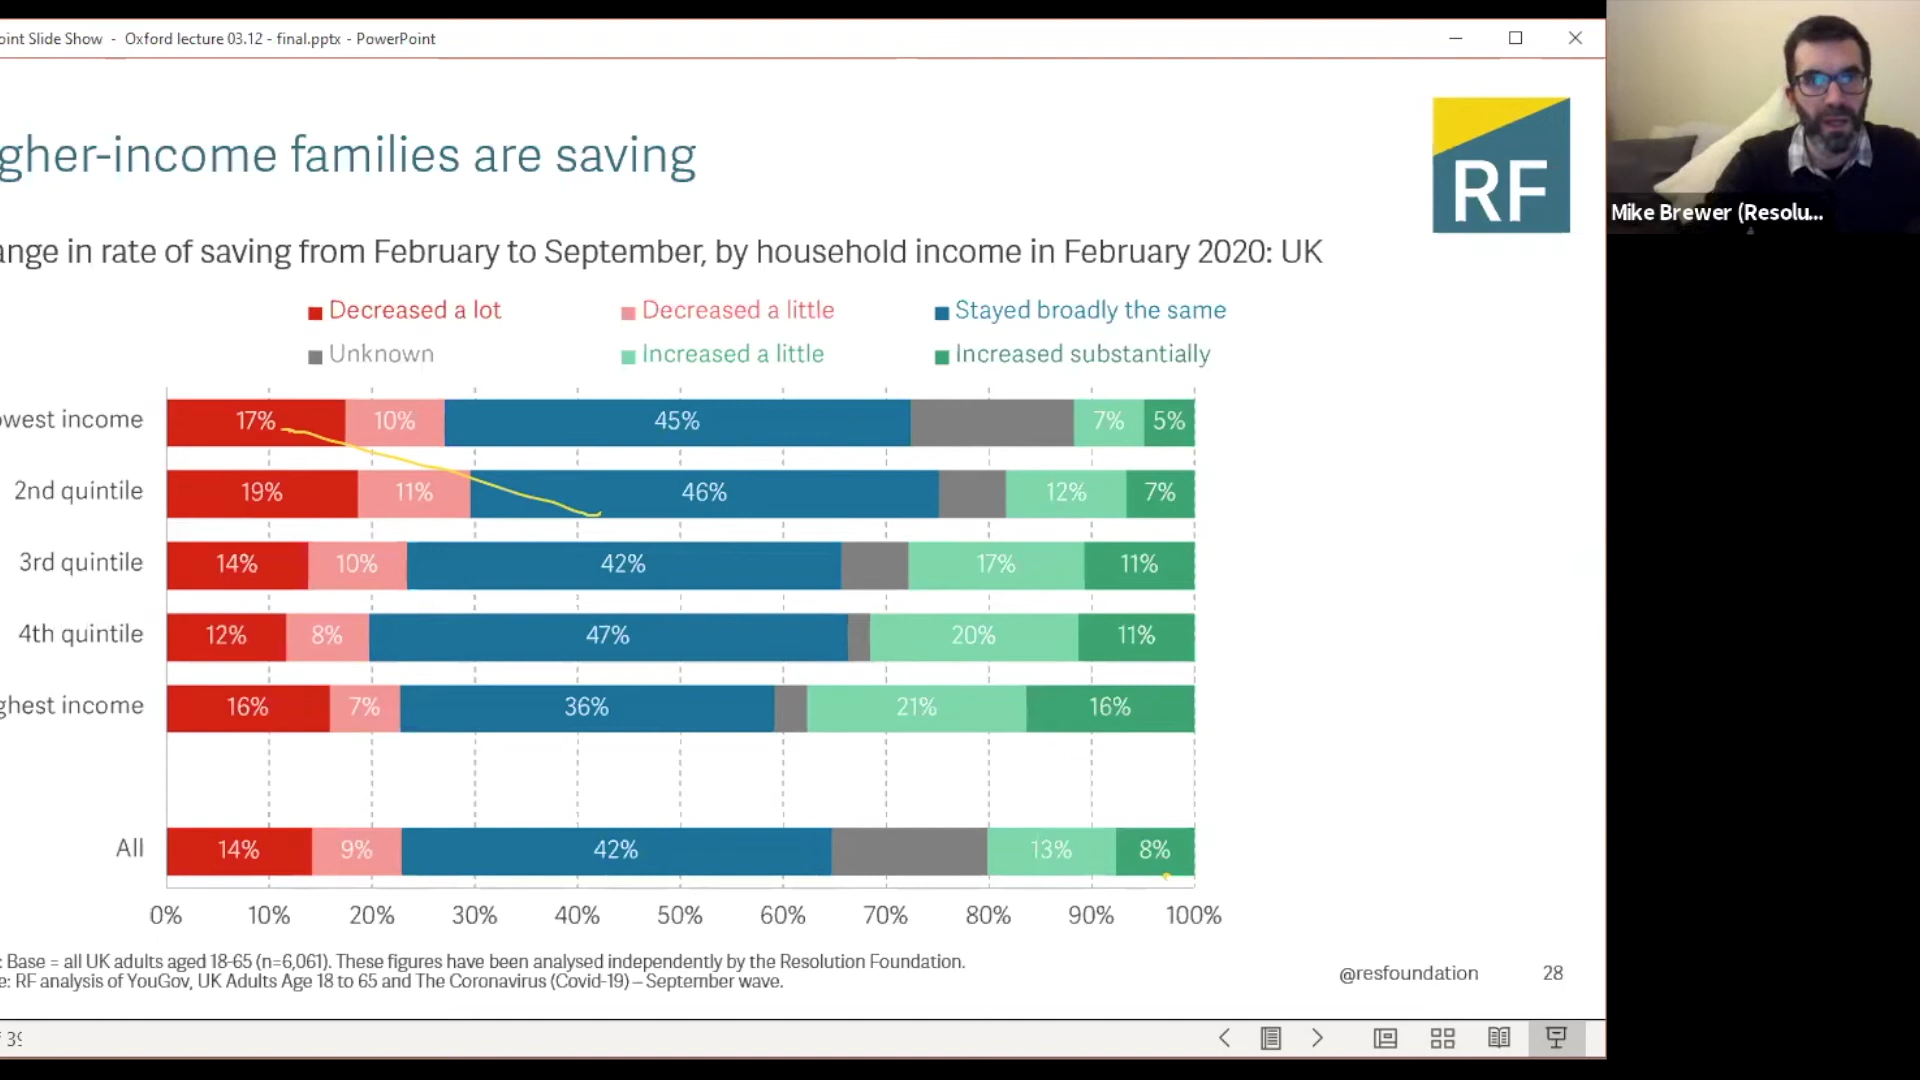 oint Slide Show - Oxford lecture 03.12 - final.pptx - PowerPoint
gher-income families are saving
RF
Mike Brewer (Resolu...
ange in rate of saving from February to September, by household income in February 2020: UK
Decreased a lot Decreased a little Stayed broadly the same
Unknown Increased a little Increased substantially
owest income 17% 10% 45% 7% 5%
2nd quintile 19% 11% 46% 12% 7%
3rd quintile 14% 10% 42% 17% 11%
4th quintile 12% 8% 47% 20% 11%
ghest income 16% 7% 36% 21% 16%
All 14% 9% 42% 13% 8%
0% 10% 20% 30% 40% 50% 60% 70% 80% 90% 100%
: Base = all UK adults aged 18-65 (n=6,061). These figures have been analysed independently by the Resolution Foundation.
e: RF analysis of YouGov, UK Adults Age 18 to 65 and The Coronavirus (Covid-19) – September wave.
@resfoundation 28